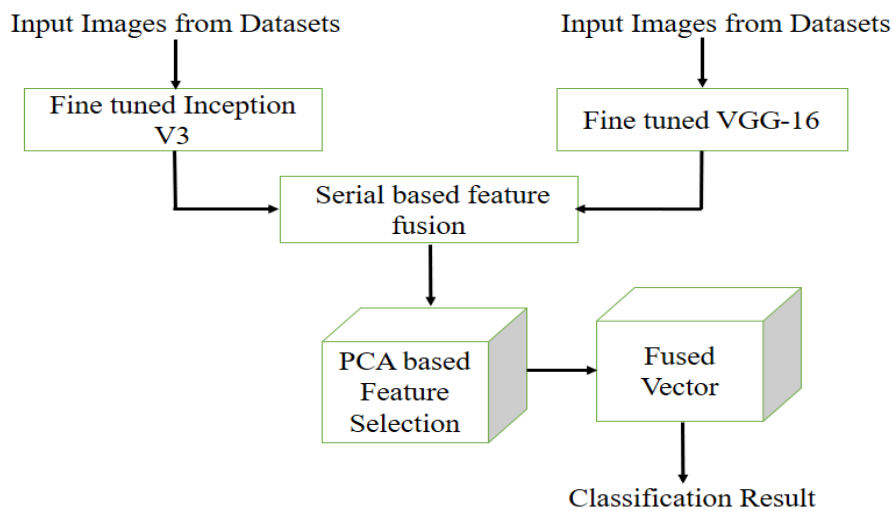 Input Images from Datasets
Input Images from Datasets
Fine tuned Inception
V3
Fine tuned VGG-16
Serial based feature
fusion
PCA based
Feature
Selection
Fused
Vector
Classification Result